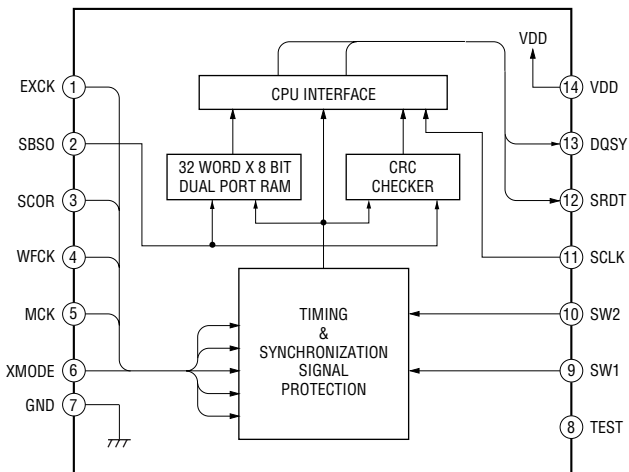 VDD
EXCK 1
CPU INTERFACE
14 VDD
SBSO 2
13 DQSY
32 WORD X 8 BIT
DUAL PORT RAM
CRC
CHECKER
SCOR 3
12 SRDT
WFCK 4
11 SCLK
MCK 5
10 SW2
TIMING
&
SYNCHRONIZATION
SIGNAL
PROTECTION
XMODE 6
9 SW1
GND 7
8 TEST